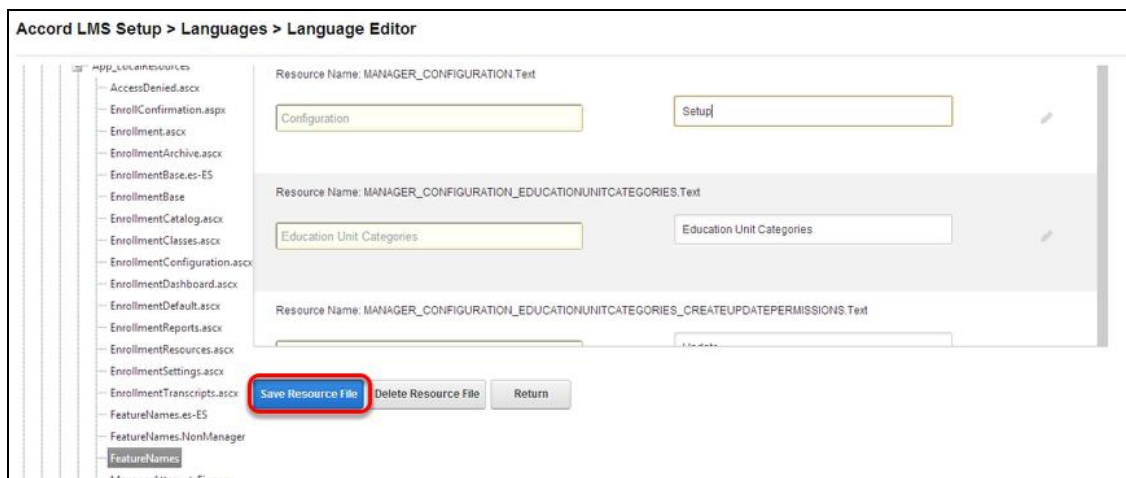 Accord LMS Setup > Languages > Language Editor
App_LocalResources
AccessDenied.ascx
EnrollConfirmation.aspx
Enrollment.ascx
EnrollmentArchive.ascx
EnrollmentBase.es-ES
EnrollmentBase
EnrollmentCatalog.ascx
EnrollmentClasses.ascx
EnrollmentConfiguration.ascx
EnrollmentDashboard.ascx
EnrollmentDefault.ascx
EnrollmentReports.ascx
EnrollmentResources.ascx
EnrollmentSettings.ascx
EnrollmentTranscripts.ascx
FeatureNames.es-ES
FeatureNames.NonManager
FeatureNames
Resource Name: MANAGER_CONFIGURATION.Text
Configuration
Setup
Resource Name: MANAGER_CONFIGURATION_EDUCATIONUNITCATEGORIES.Text
Education Unit Categories
Education Unit Categories
Resource Name: MANAGER_CONFIGURATION_EDUCATIONUNITCATEGORIES_CREATEUPDATEPERMISSIONS.Text
Update
Save Resource File
Delete Resource File
Return